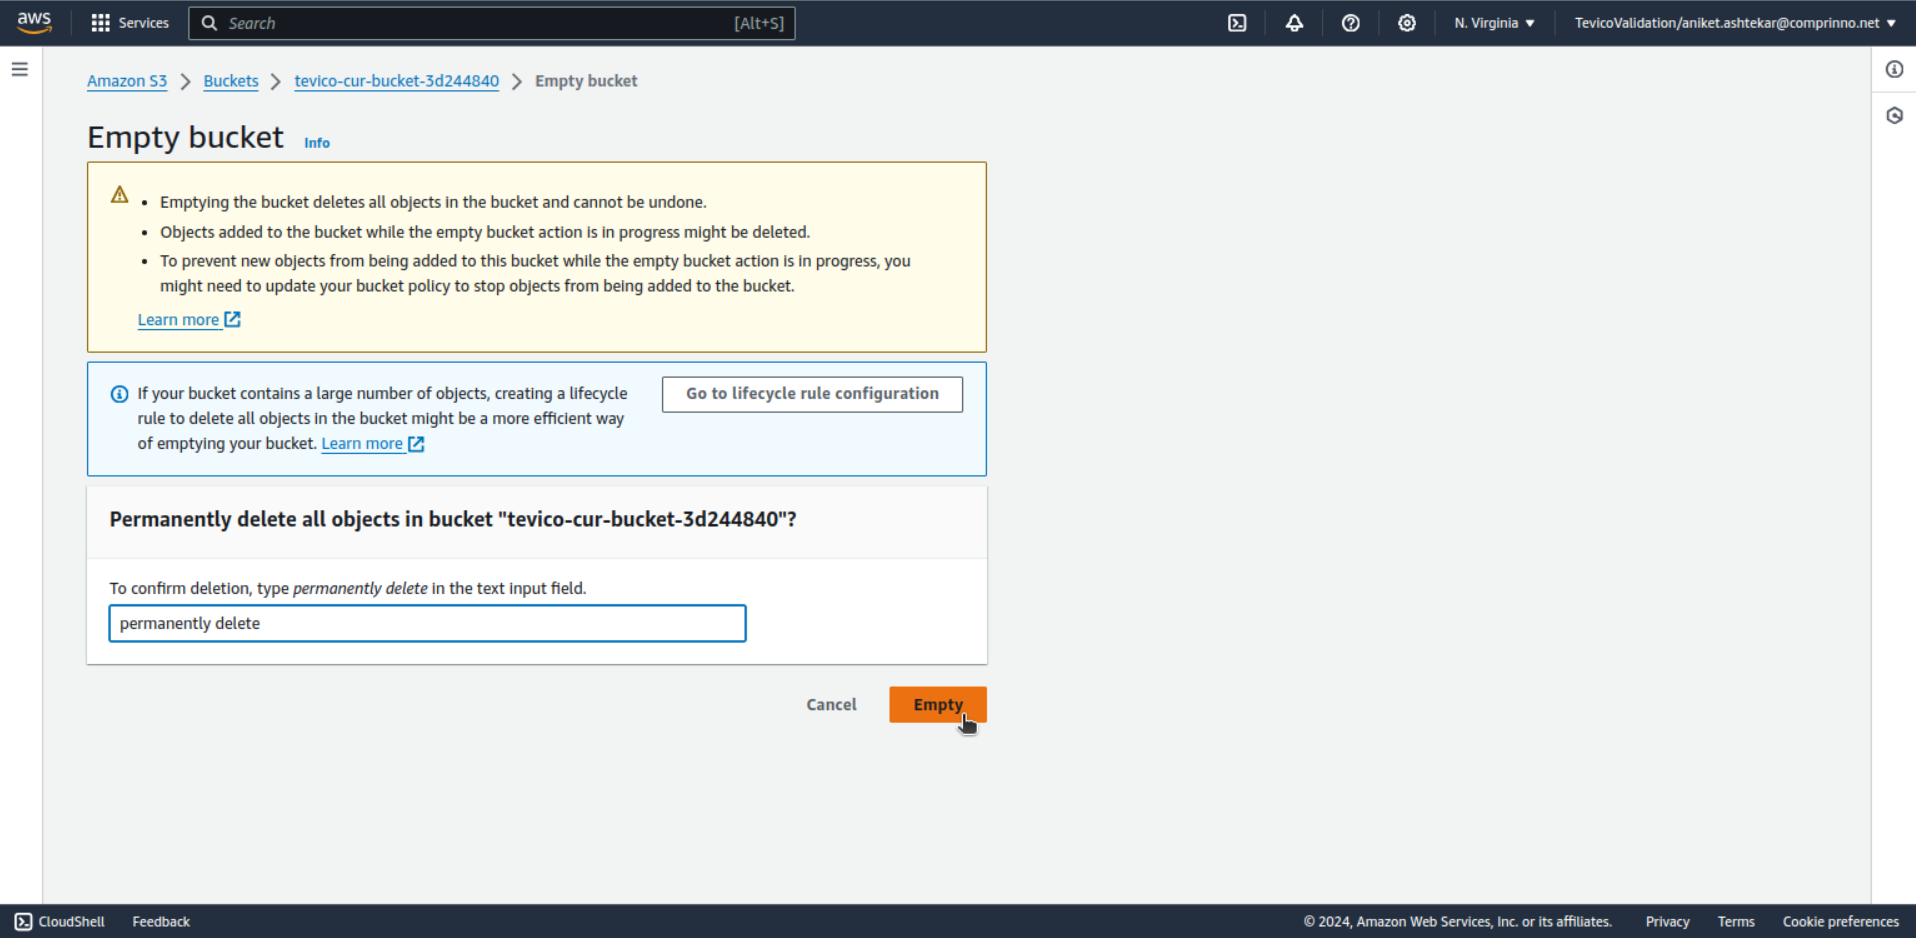 aws Services Search [Alt+S] N. Virginia TevicoValidation/aniket.ashtekar@comprinno.net
Amazon S3 Buckets tevico-cur-bucket-3d244840 Empty bucket
Empty bucket Info
Emptying the bucket deletes all objects in the bucket and cannot be undone.
Objects added to the bucket while the empty bucket action is in progress might be deleted.
To prevent new objects from being added to this bucket while the empty bucket action is in progress, you
might need to update your bucket policy to stop objects from being added to the bucket.
Learn more
If your bucket contains a large number of objects, creating a lifecycle
rule to delete all objects in the bucket might be a more efficient way
of emptying your bucket. Learn more
Go to lifecycle rule configuration
Permanently delete all objects in bucket "tevico-cur-bucket-3d244840"?
To confirm deletion, type permanently delete in the text input field.
permanently delete
Cancel Empty
CloudShell Feedback © 2024, Amazon Web Services, Inc. or its affiliates. Privacy Terms Cookie preferences